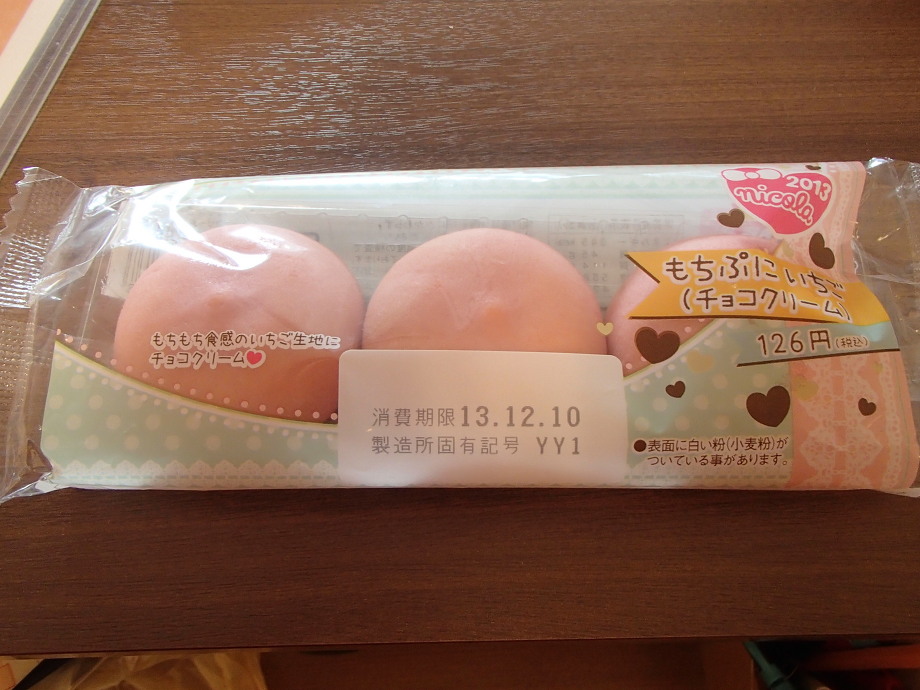 2013
nicola
もちぷにいちご
(チョコクリーム)
126円(税込)
もちもち食感のいちご生地に
チョコクリーム♥
消費期限 13.12.10
製造所固有記号 YY1
●表面に白い粉(小麦粉)が
ついている事があります。